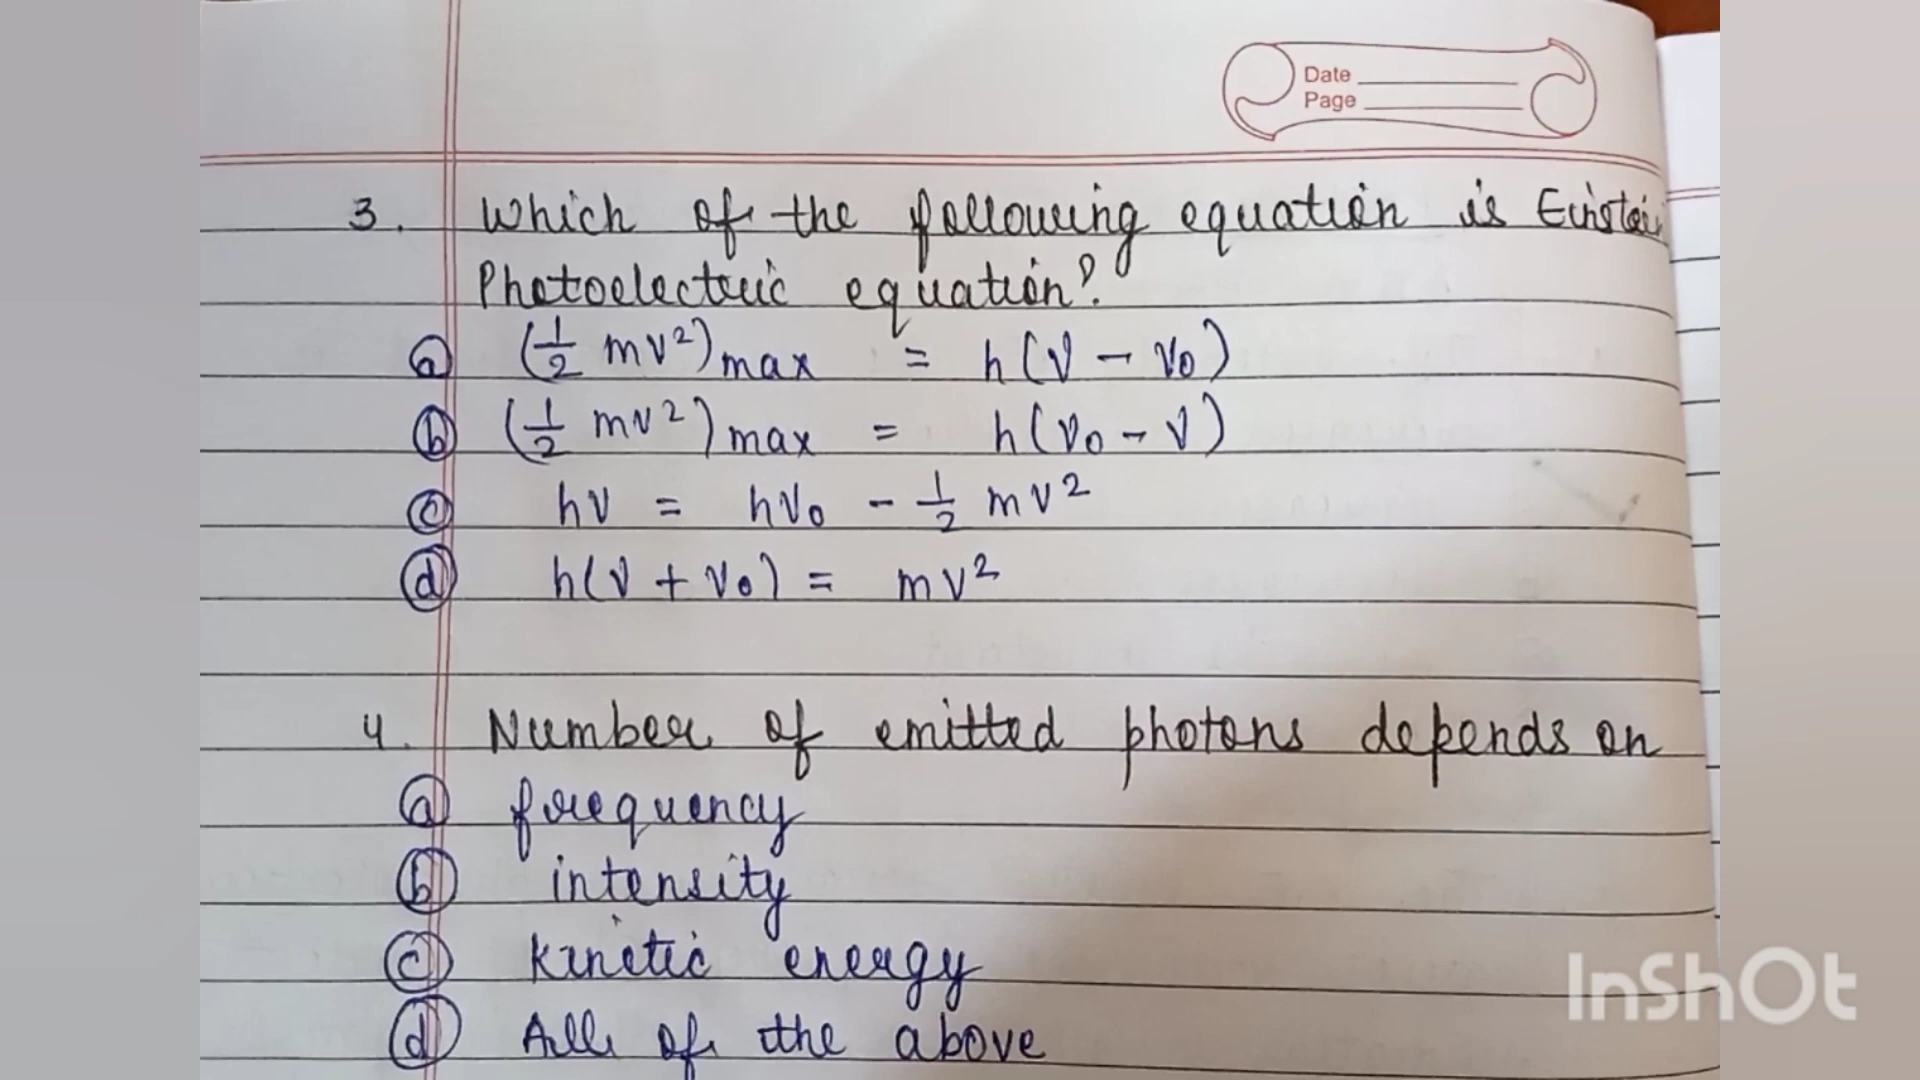 Date
Page
3. Which of the following equation is Einstein
Photoelectric equation?
(a) (1/2 mv²)max = h(ν - ν₀)
(b) (1/2 mv²)max = h(ν₀ - ν)
(c) hν = hν₀ - 1/2 mv²
(d) h(ν + ν₀) = mv²
4. Number of emitted photons depends on
(a) frequency
(b) intensity
(c) kinetic energy
(d) All of the above
InShOt